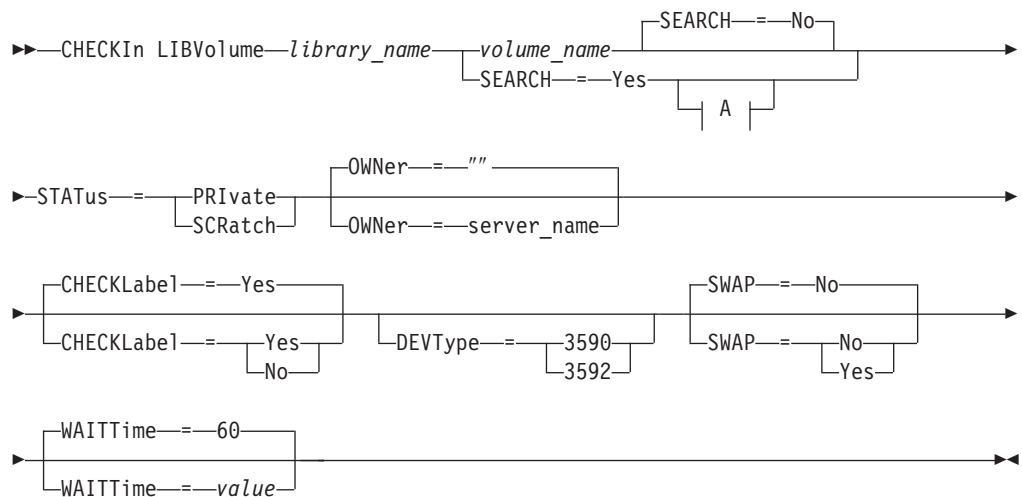 SEARCH = No
CHECKIn LIBVolume library_name volume_name
SEARCH = Yes
A
OWNer = ""
STATus = PRIvate
SCRatch OWNer = server_name
CHECKLabel = Yes SWAP = No
CHECKLabel = Yes DEVType = 3590 SWAP = No
No 3592 Yes
WAITTime = 60
WAITTime = value